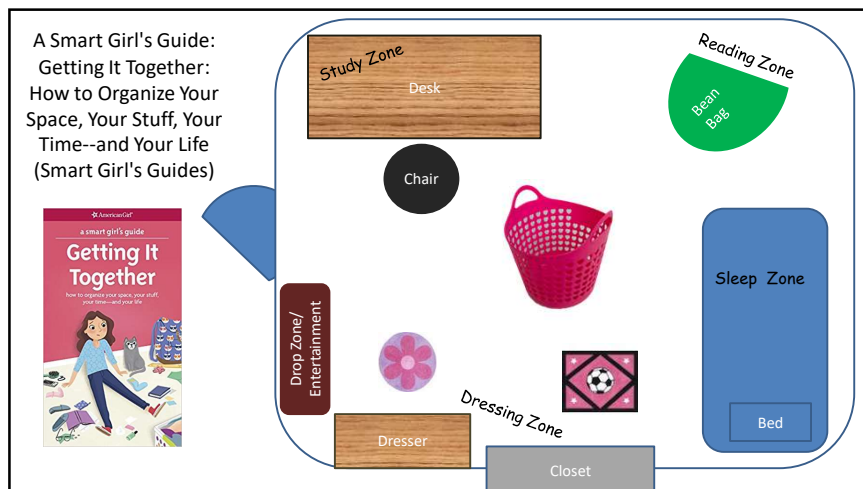 A Smart Girl's Guide:
Getting It Together:
How to Organize Your
Space, Your Stuff, Your
Time--and Your Life
(Smart Girl's Guides)
American Girl
a smart girl's guide
Getting It
Together
how to organize your space, your stuff,
your time—and your life
Study Zone
Desk
Chair
Reading Zone
Bean
Bag
Sleep Zone
Bed
Drop Zone/
Entertainment
Dressing Zone
Dresser
Closet